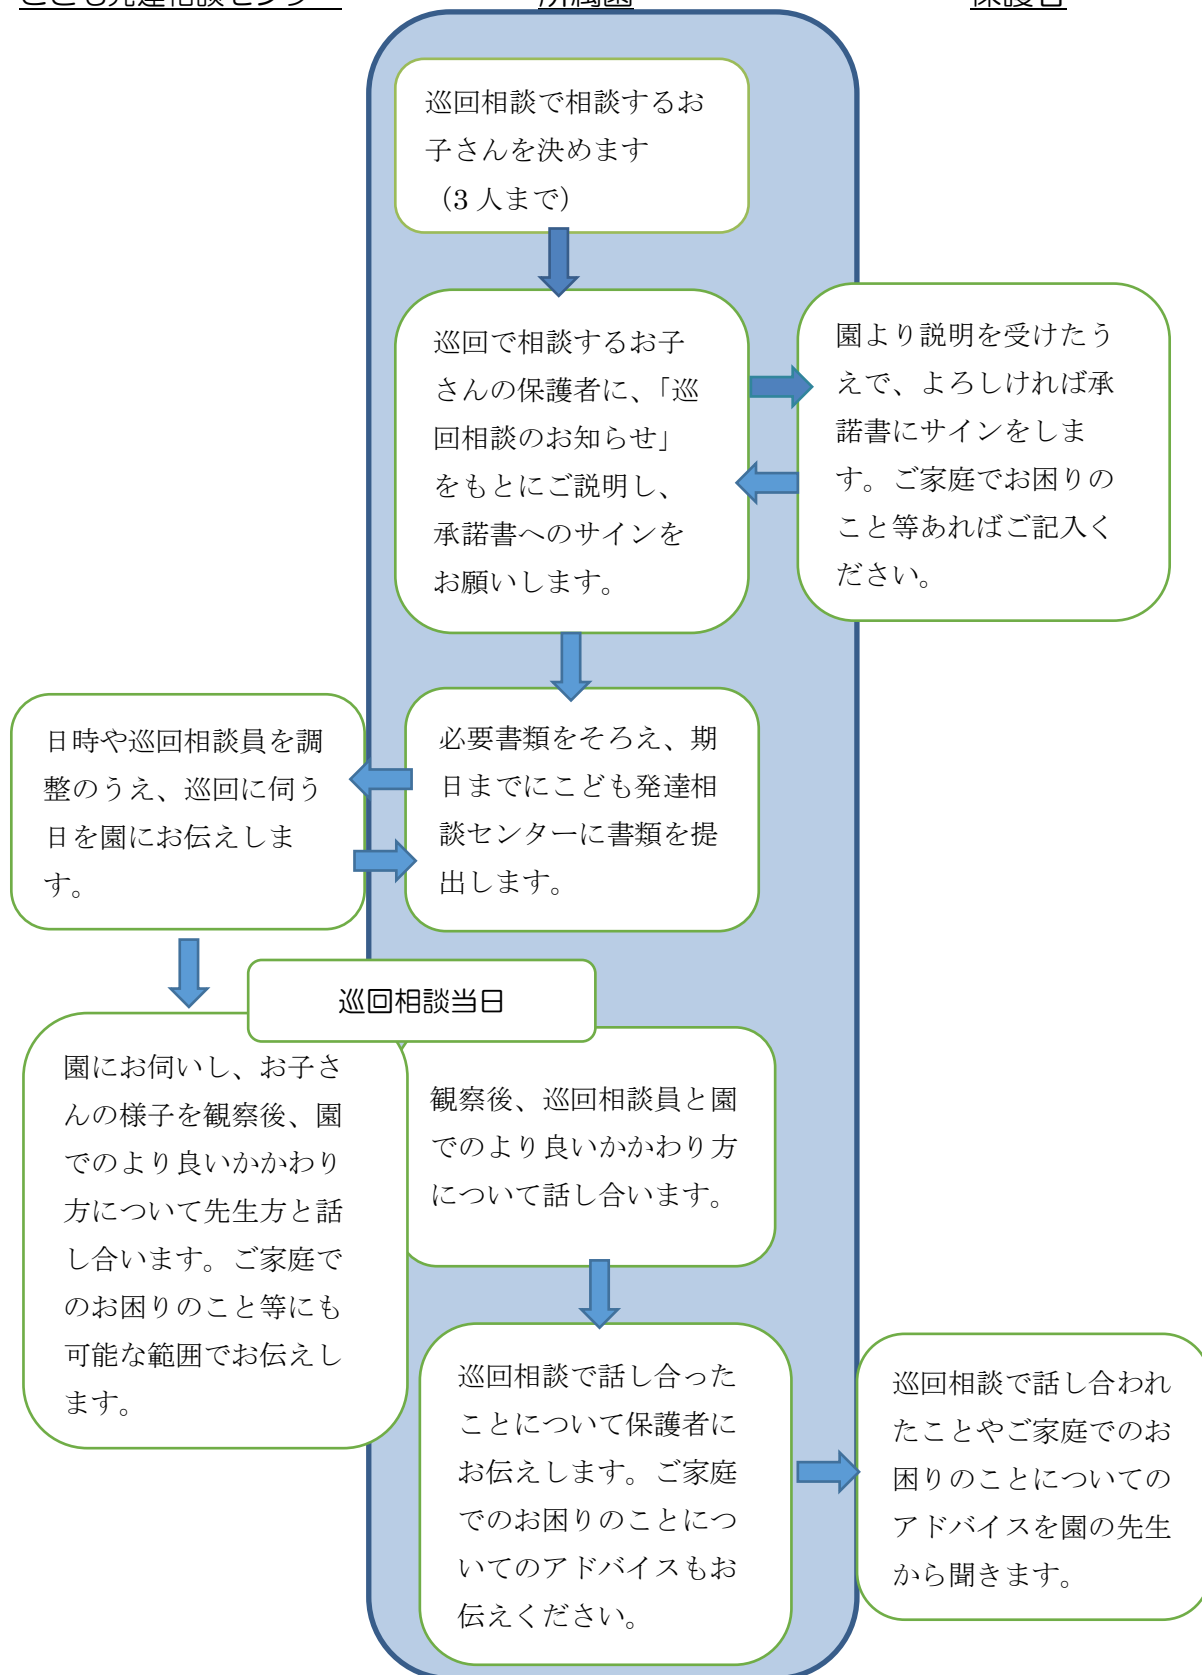 こども発達相談センター
所属園
保護者
巡回相談で相談するお
子さんを決めます
（3 人まで）
巡回で相談するお子
さんの保護者に、「巡
回相談のお知らせ」
をもとにご説明し、
承諾書へのサインを
お願いします。
園より説明を受けたう
えで、よろしければ承
諾書にサインをしま
す。ご家庭でお困りの
こと等あればご記入く
ださい。
必要書類をそろえ、期
日までにこども発達相
談センターに書類を提
出します。
日時や巡回相談員を調
整のうえ、巡回に伺う
日を園にお伝えしま
す。
巡回相談当日
園にお伺いし、お子さ
んの様子を観察後、園
でのより良いかかわり
方について先生方と話
し合います。ご家庭で
のお困りのこと等にも
可能な範囲でお伝えし
ます。
観察後、巡回相談員と園
でのより良いかかわり方
について話し合います。
巡回相談で話し合った
ことについて保護者に
お伝えします。ご家庭
でのお困りのことにつ
いてのアドバイスもお
伝えください。
巡回相談で話し合われ
たことやご家庭でのお
困りのことについての
アドバイスを園の先生
から聞きます。